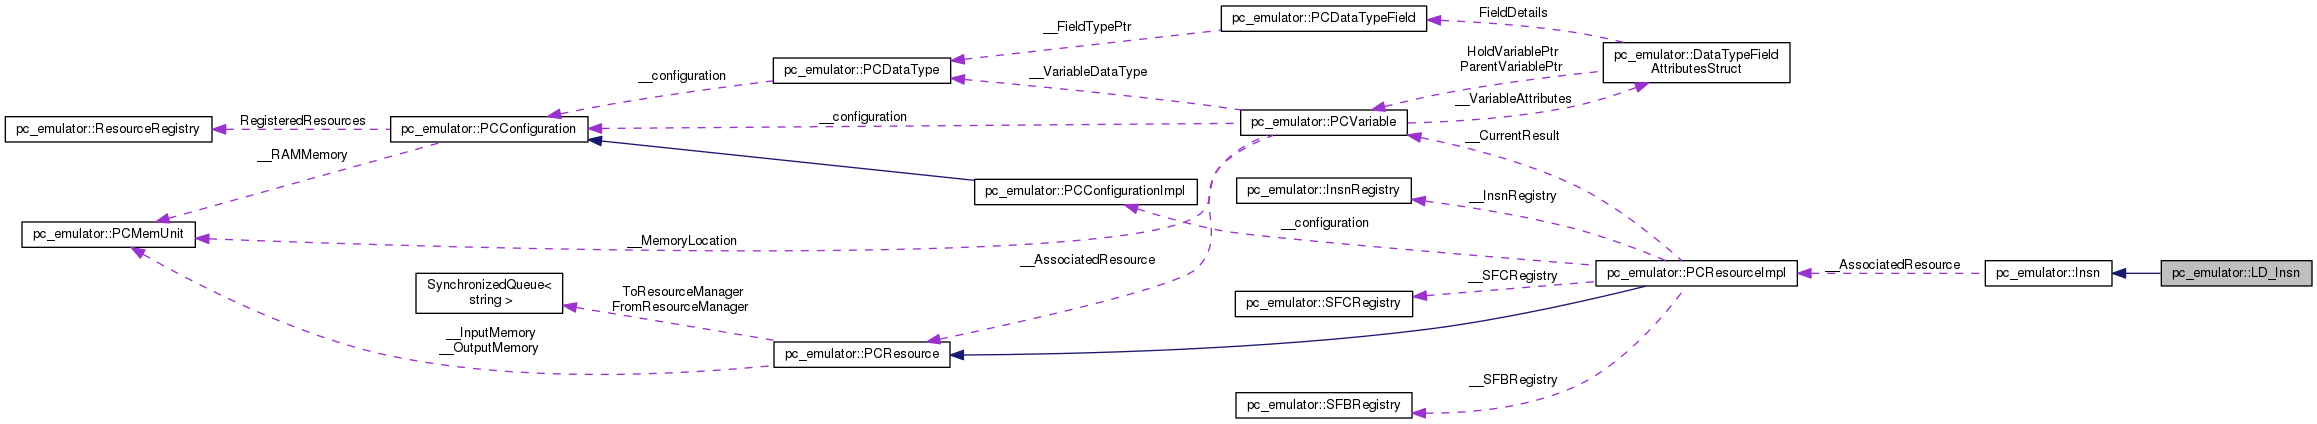 pc_emulator::PCDataTypeField
FieldDetails
__FieldTypePtr
pc_emulator::DataTypeField
AttributesStruct
HoldVariablePtr
ParentVariablePtr
pc_emulator::PCDataType
__configuration
__VariableDataType
__VariableAttributes
pc_emulator::ResourceRegistry
RegisteredResources
pc_emulator::PCConfiguration
__configuration
pc_emulator::PCVariable
__CurrentResult
__RAMMemory
pc_emulator::PCConfigurationImpl
pc_emulator::InsnRegistry
__InsnRegistry
__configuration
pc_emulator::PCMemUnit
__MemoryLocation
__AssociatedResource
pc_emulator::PCResourceImpl
__AssociatedResource
pc_emulator::Insn
pc_emulator::LD_Insn
SynchronizedQueue<
string >
ToResourceManager
FromResourceManager
__SFCRegistry
pc_emulator::SFCRegistry
__InputMemory
__OutputMemory
pc_emulator::PCResource
__SFBRegistry
pc_emulator::SFBRegistry